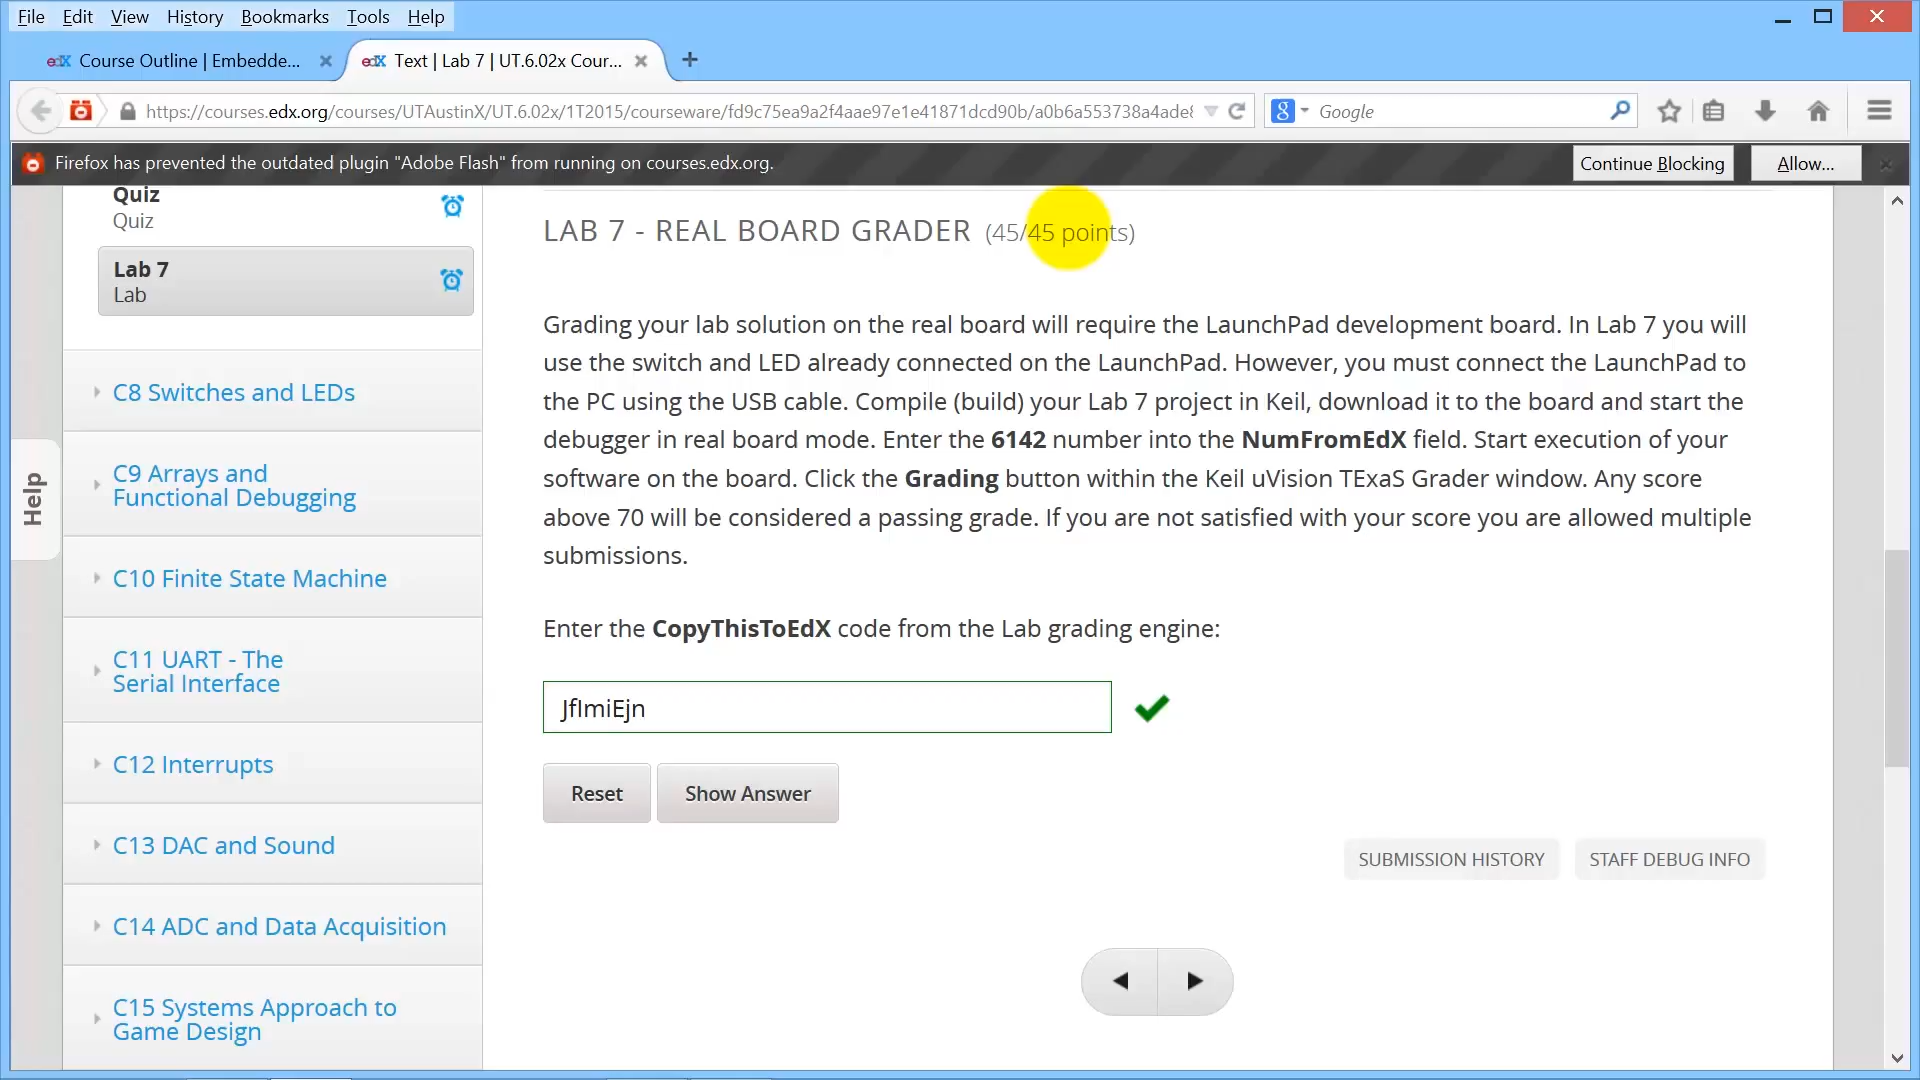 File Edit View History Bookmarks Tools Help
edX Course Outline | Embedde...
edX Text | Lab 7 | UT.6.02x Cour...
https://courses.edx.org/courses/UTAustinX/UT.6.02x/1T2015/courseware/fd9c75ea9a2f4aae97e1e41871dcd90b/a0b6a553738a4ade8
Google
Firefox has prevented the outdated plugin "Adobe Flash" from running on courses.edx.org.
Continue Blocking
Allow...
Help
Quiz
Quiz
Lab 7
Lab
C8 Switches and LEDs
C9 Arrays and
Functional Debugging
C10 Finite State Machine
C11 UART - The
Serial Interface
C12 Interrupts
C13 DAC and Sound
C14 ADC and Data Acquisition
C15 Systems Approach to
Game Design
LAB 7 - REAL BOARD GRADER (45/45 points)
Grading your lab solution on the real board will require the LaunchPad development board. In Lab 7 you will
use the switch and LED already connected on the LaunchPad. However, you must connect the LaunchPad to
the PC using the USB cable. Compile (build) your Lab 7 project in Keil, download it to the board and start the
debugger in real board mode. Enter the 6142 number into the NumFromEdX field. Start execution of your
software on the board. Click the Grading button within the Keil uVision TExaS Grader window. Any score
above 70 will be considered a passing grade. If you are not satisfied with your score you are allowed multiple
submissions.
Enter the CopyThisToEdX code from the Lab grading engine:
JfImiEjn
Reset
Show Answer
SUBMISSION HISTORY
STAFF DEBUG INFO